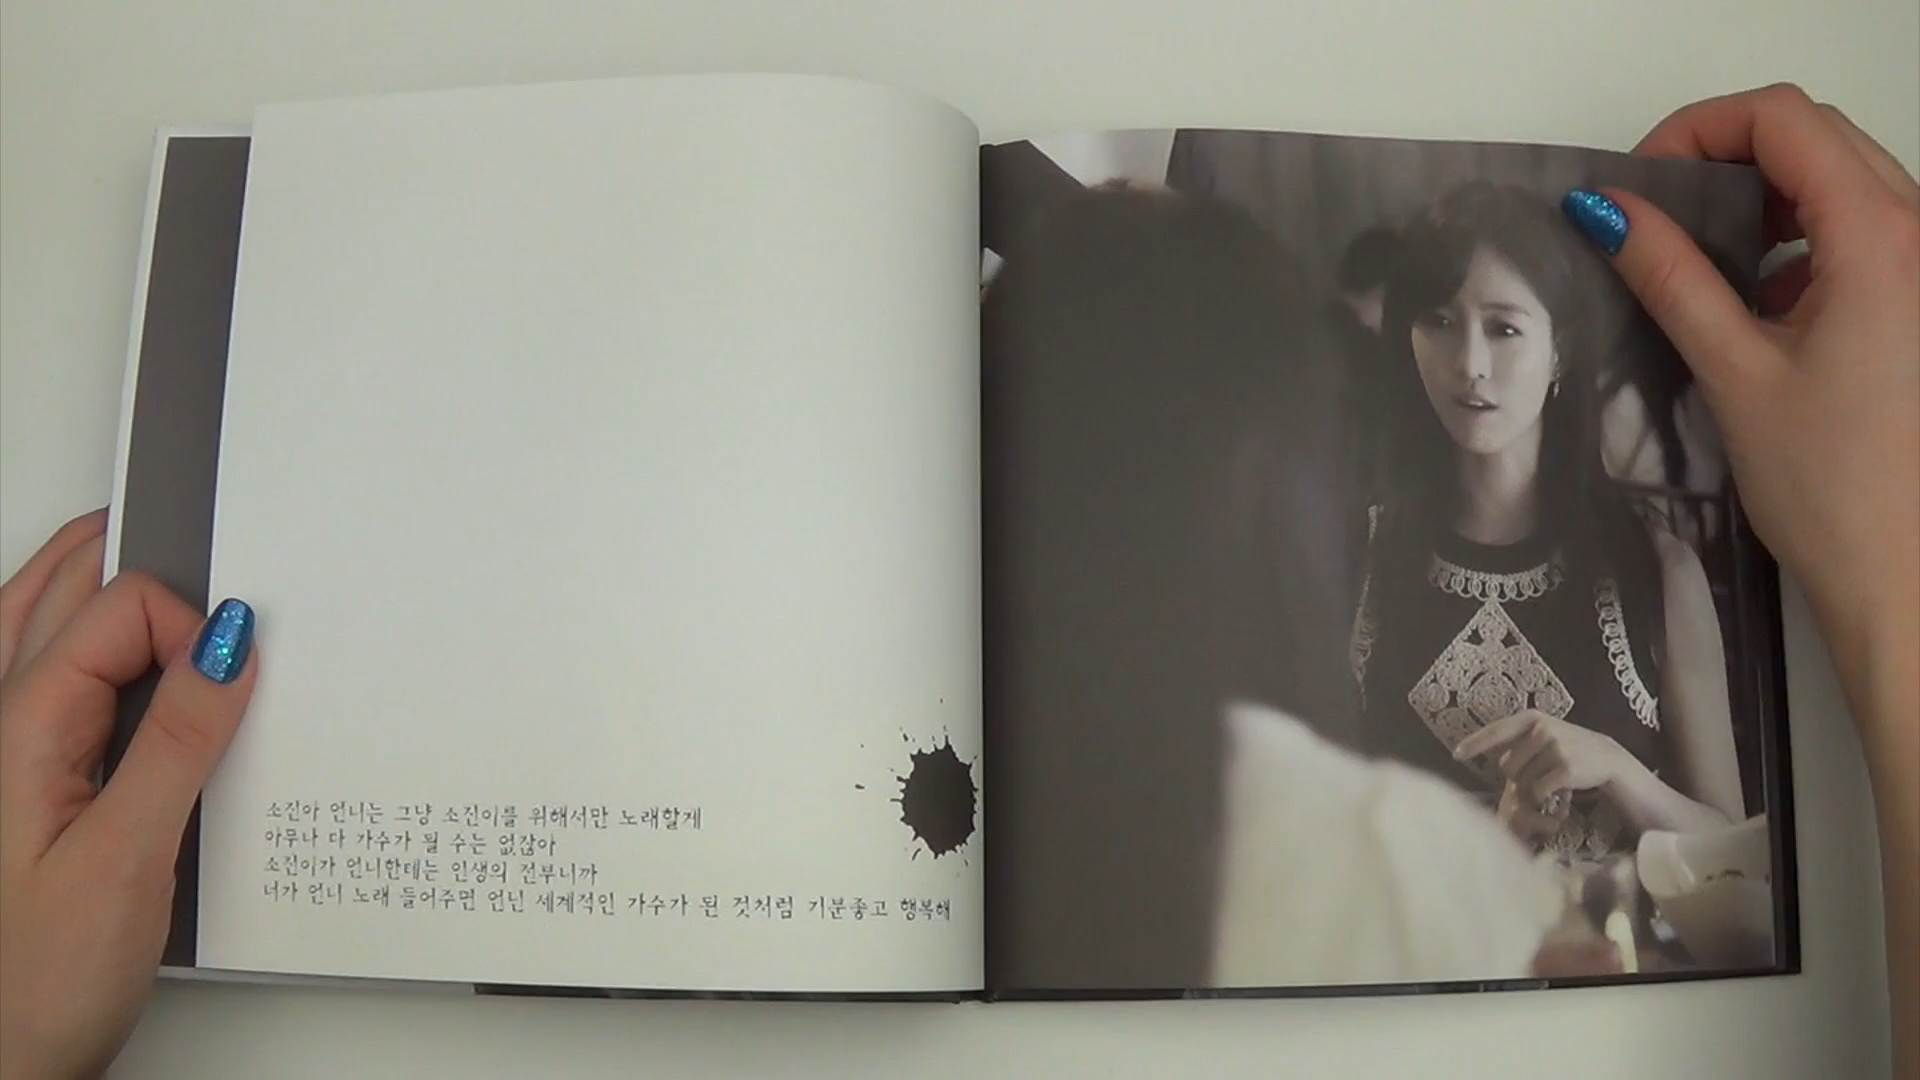 소진아 언니는 그냥 소진이를 위해서만 노래할게
아무나 다 가수가 될 수는 없잖아
소진이가 언니한테는 인생의 전부니까
너가 언니 노래 들어주면 언닌 세계적인 가수가 된 것처럼 기분좋고 행복해